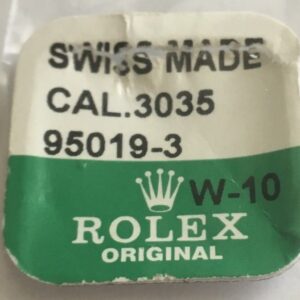 SWISS MADE
CAL.3035
95019-3
W-10
ROLEX
ORIGINAL